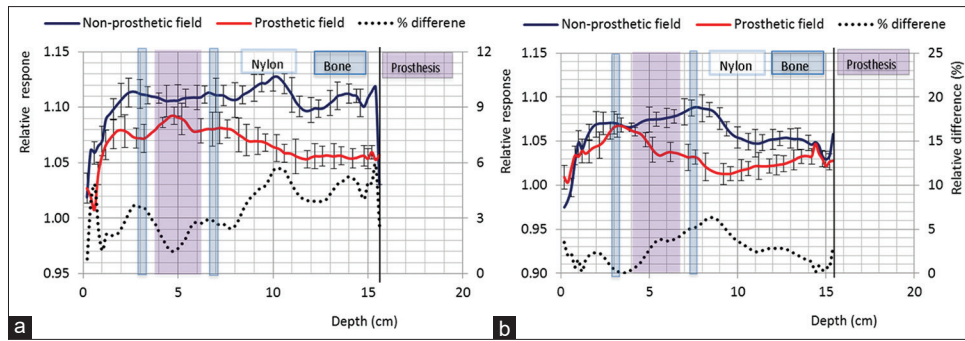 Non-prosthetic field Prosthetic field % differene
1.15
1.10
1.05
1.00
0.95
12
9
6
3
0
0 5 10 15 20
Relative response
Depth (cm)
Nylon
Bone
Prosthesis
a
Non-prosthetic field Prosthetic field % differene
1.15
1.10
1.05
1.00
0.95
0.90
25
20
15
10
5
0
0 5 10 15 20
Relative response
Relative difference (%)
Depth (cm)
Nylon
Bone
Prosthesis
b